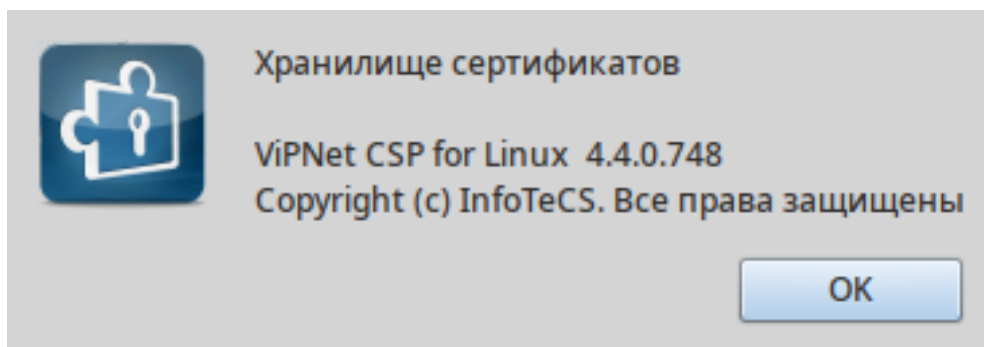 Хранилище сертификатов
ViPNet CSP for Linux 4.4.0.748
Copyright (c) InfoTeCS. Все права защищены
OK